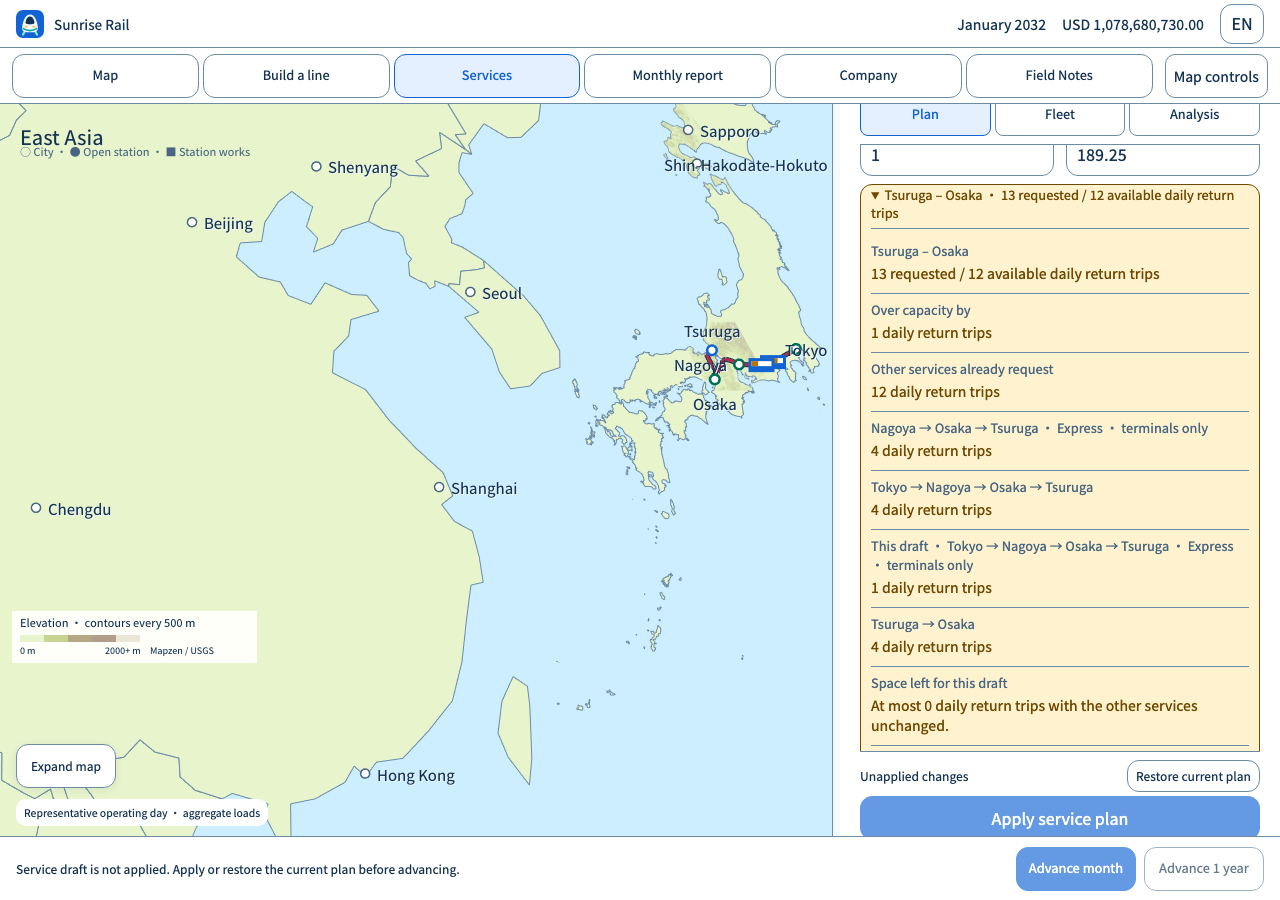 Sunrise Rail
January 2032
USD 1,078,680,730.00
EN
Map
Build a line
Services
Monthly report
Company
Field Notes
Map controls
East Asia
City • Open station • Station works
Shenyang
Beijing
Seoul
Sapporo
Shin-Hakodate-Hokuto
Tsuruga
Tokyo
Nagoya
Osaka
Shanghai
Chengdu
Hong Kong
Elevation • contours every 500 m
0 m
2000+ m
Mapzen / USGS
Expand map
Representative operating day • aggregate loads
Plan
Fleet
Analysis
1
189.25
▼ Tsuruga – Osaka • 13 requested / 12 available daily return
trips
Tsuruga – Osaka
13 requested / 12 available daily return trips
Over capacity by
1 daily return trips
Other services already request
12 daily return trips
Nagoya → Osaka → Tsuruga • Express • terminals only
4 daily return trips
Tokyo → Nagoya → Osaka → Tsuruga
4 daily return trips
This draft • Tokyo → Nagoya → Osaka → Tsuruga • Express
• terminals only
1 daily return trips
Tsuruga → Osaka
4 daily return trips
Space left for this draft
At most 0 daily return trips with the other services
unchanged.
Unapplied changes
Restore current plan
Apply service plan
Service draft is not applied. Apply or restore the current plan before advancing.
Advance month
Advance 1 year